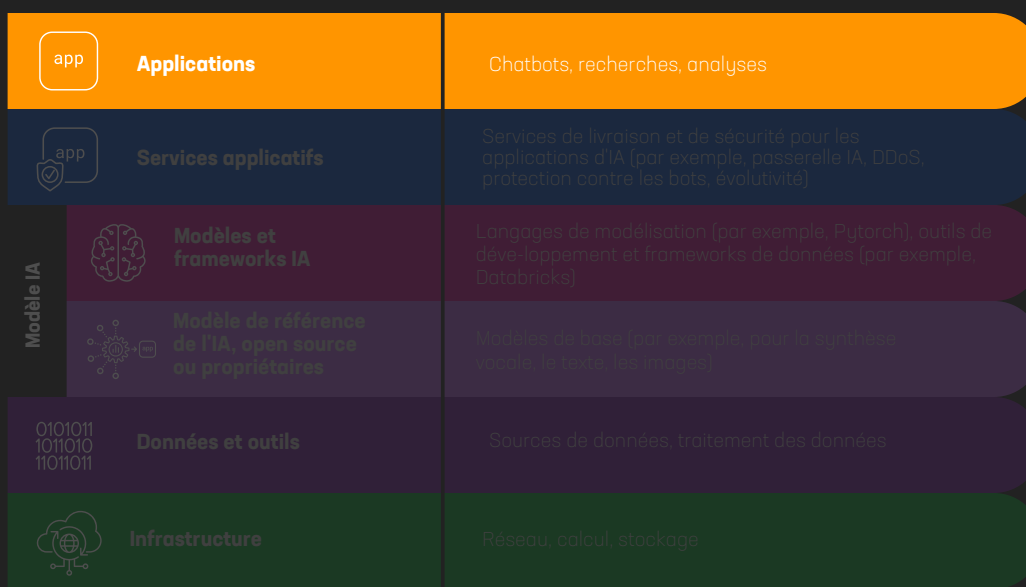 app
Applications
Chatbots, recherches, analyses
app
Services applicatifs
Services de livraison et de sécurité pour les
applications d'IA (par exemple, passerelle IA, DDoS,
protection contre les bots, évolutivité)
Modèle IA
Modèles et
frameworks IA
Langages de modélisation (par exemple, Pytorch), outils de
déve-loppement et frameworks de données (par exemple,
Databricks)
app
Modèle de référence
de l'IA, open source
ou propriétaires
Modèles de base (par exemple, pour la synthèse
vocale, le texte, les images)
0101011
1011010
11011011
Données et outils
Sources de données, traitement des données
Infrastructure
Réseau, calcul, stockage